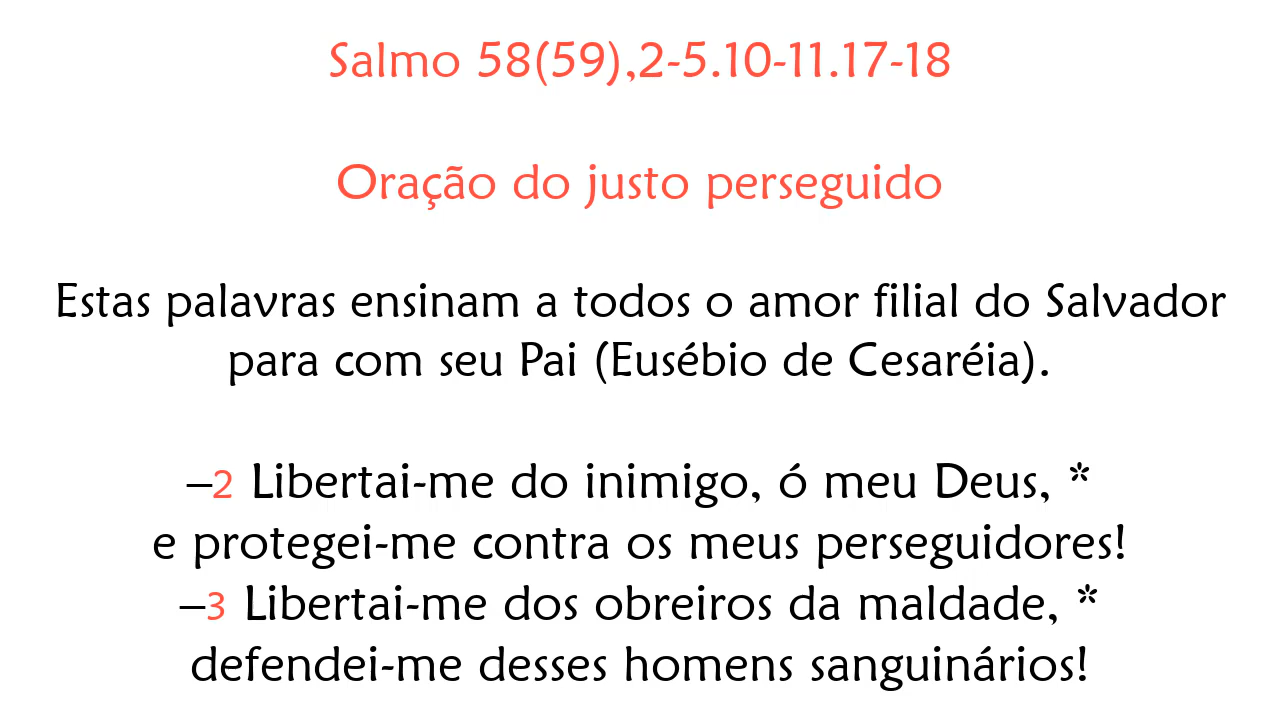 Salmo 58(59),2-5.10-11.17-18
Oração do justo perseguido
Estas palavras ensinam a todos o amor filial do Salvador
para com seu Pai (Eusébio de Cesaréia).
–2 Libertai-me do inimigo, ó meu Deus, *
e protegei-me contra os meus perseguidores!
–3 Libertai-me dos obreiros da maldade, *
defendei-me desses homens sanguinários!